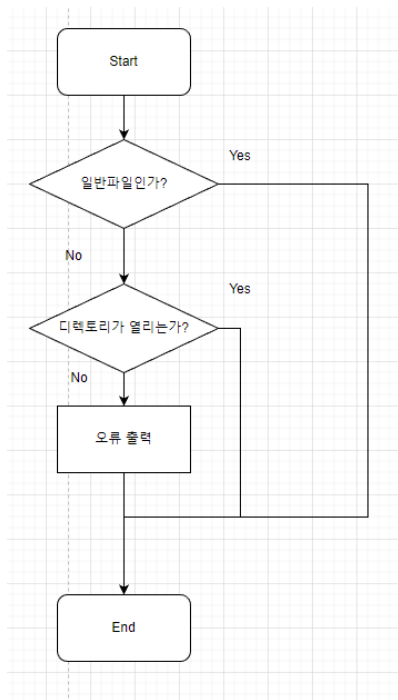 Start
Yes
일반파일인가?
No
Yes
디렉토리가 열리는가?
No
오류 출력
End